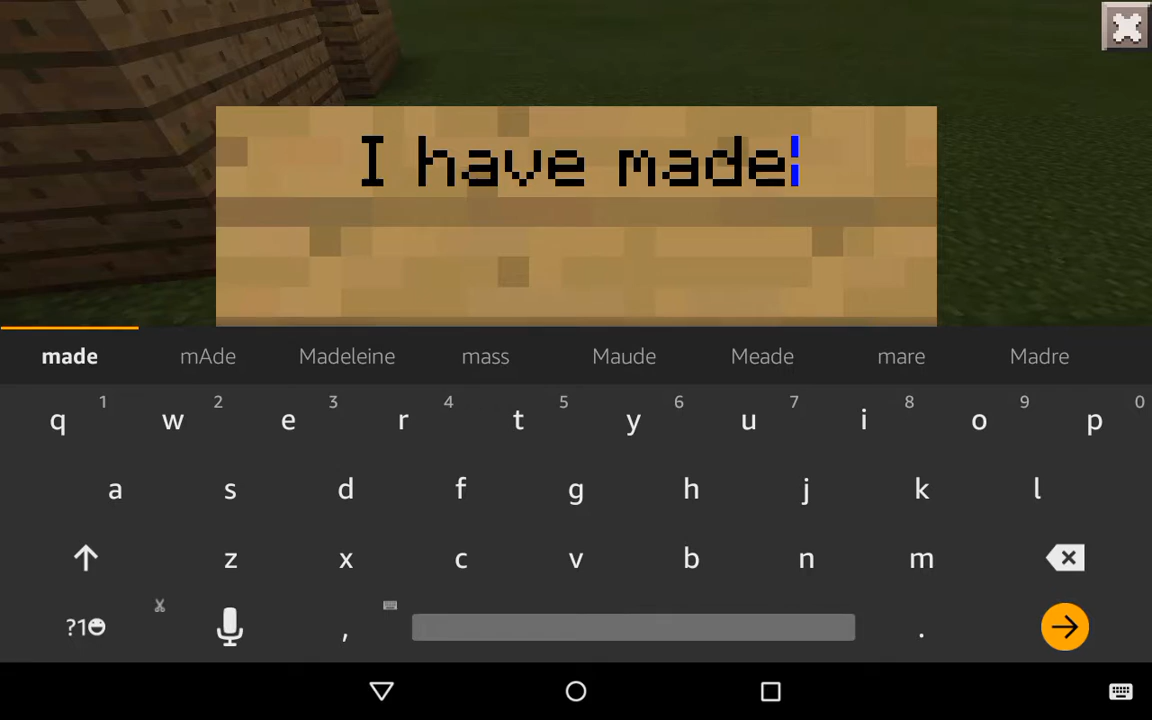 I have made
made mAde Madeleine mass Maude Meade mare Madre
1 2 3 4 5 6 7 8 9 0
q w e r t y u i o p
a s d f g h j k l
z x c v b n m
?1 , .